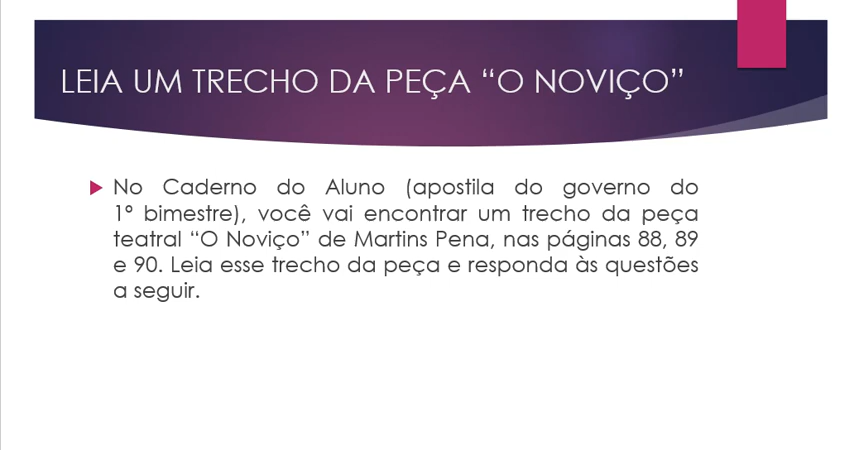 LEIA UM TRECHO DA PEÇA “O NOVIÇO”
No Caderno do Aluno (apostila do governo do
1º bimestre), você vai encontrar um trecho da peça
teatral “O Noviço” de Martins Pena, nas páginas 88, 89
e 90. Leia esse trecho da peça e responda às questões
a seguir.